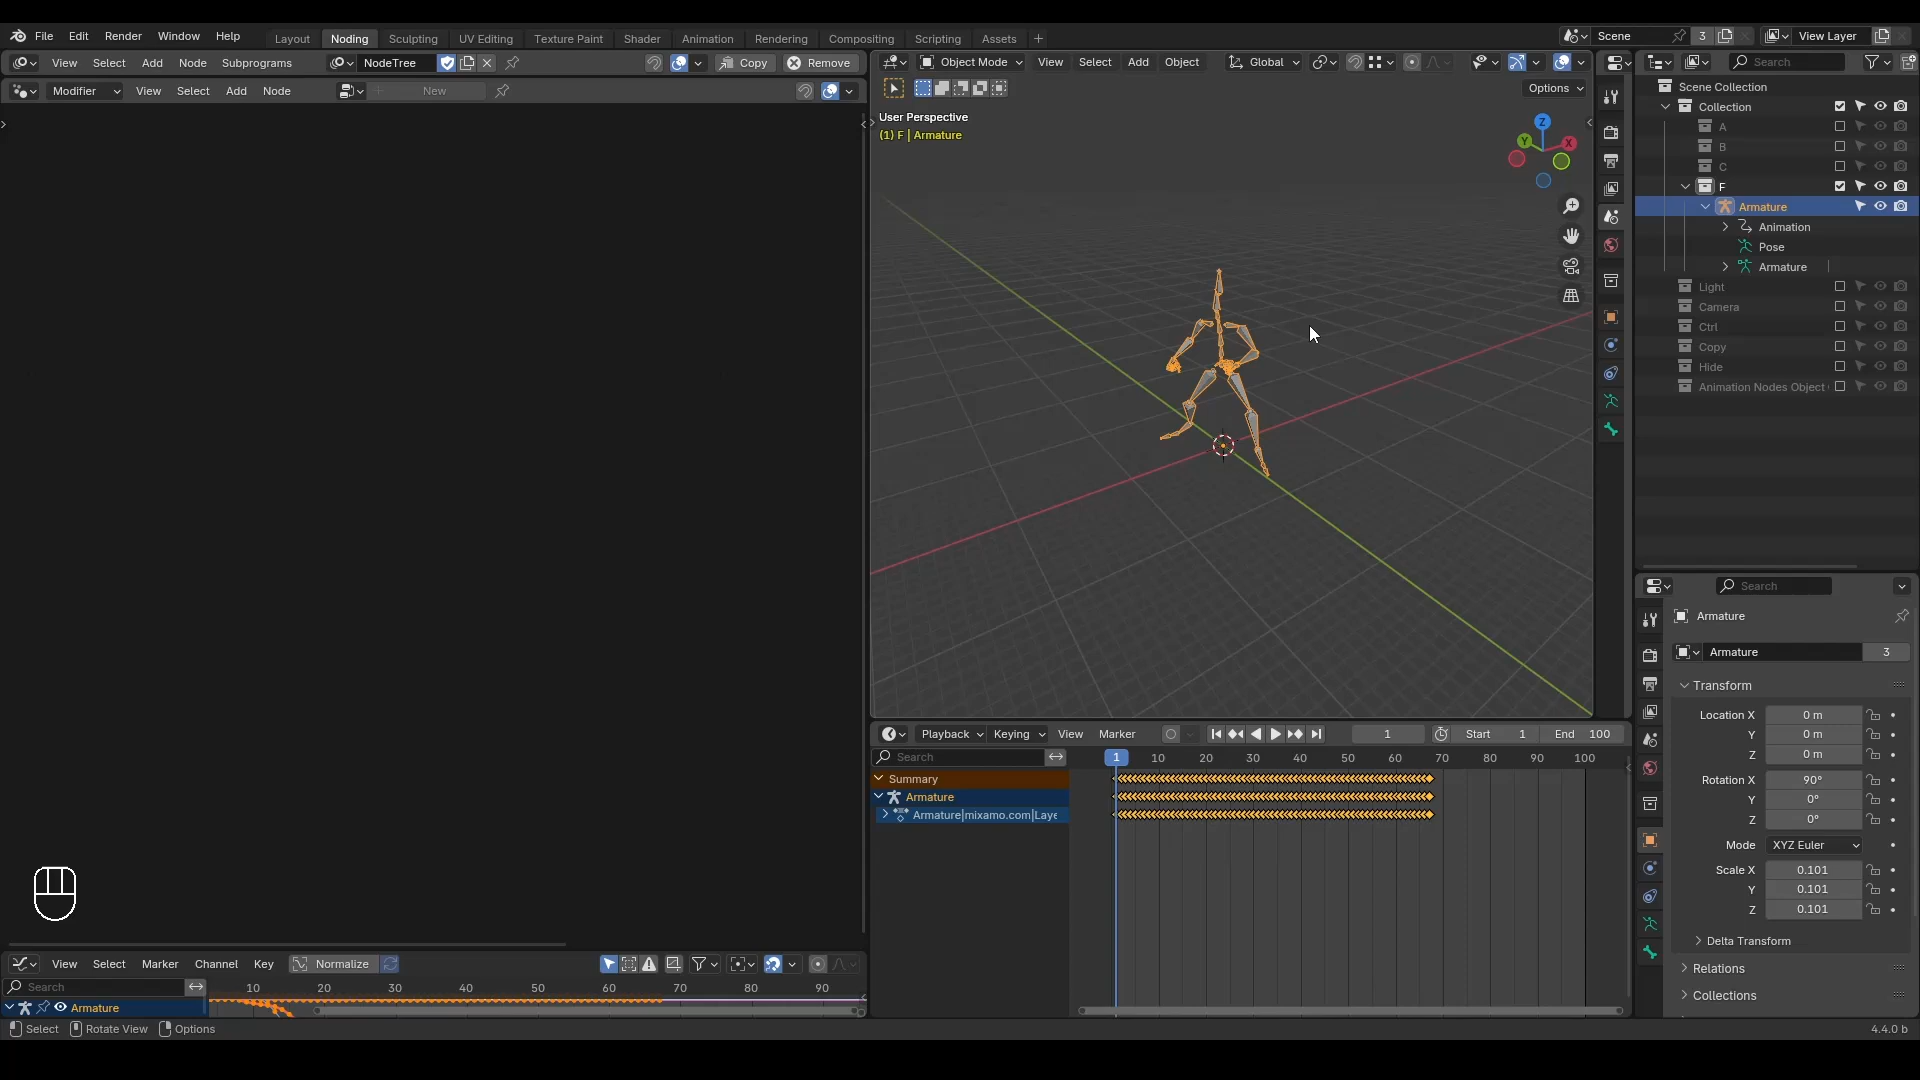 File Edit Render Window Help Layout Noding Sculpting UV Editing Texture Paint Shader Animation Rendering Compositing Scripting Assets + Scene 3 View Layer
View Select Add Node Subprograms NodeTree Copy Remove
Modifier View Select Add Node New
Object Mode View Select Add Object Global
Options
User Perspective
(1) F | Armature
Z
Y
X
Search
Scene Collection
Collection
A
B
C
F
Armature
Animation
Pose
Armature
Light
Camera
Ctrl
Copy
Hide
Animation Nodes Object
Search
Armature
Armature 3
Transform
Location X 0 m
Y 0 m
Z 0 m
Rotation X 90°
Y 0°
Z 0°
Mode XYZ Euler
Scale X 0.101
Y 0.101
Z 0.101
Delta Transform
Relations
Collections
Playback Keying View Marker 1 Start 1 End 100
Search 1 10 20 30 40 50 60 70 80 90 100
Summary
Armature
Armature|mixamo.com|Laye
View Select Marker Channel Key Normalize
Search 10 20 30 40 50 60 70 80 90
Armature
Select Rotate View Options 4.4.0 b